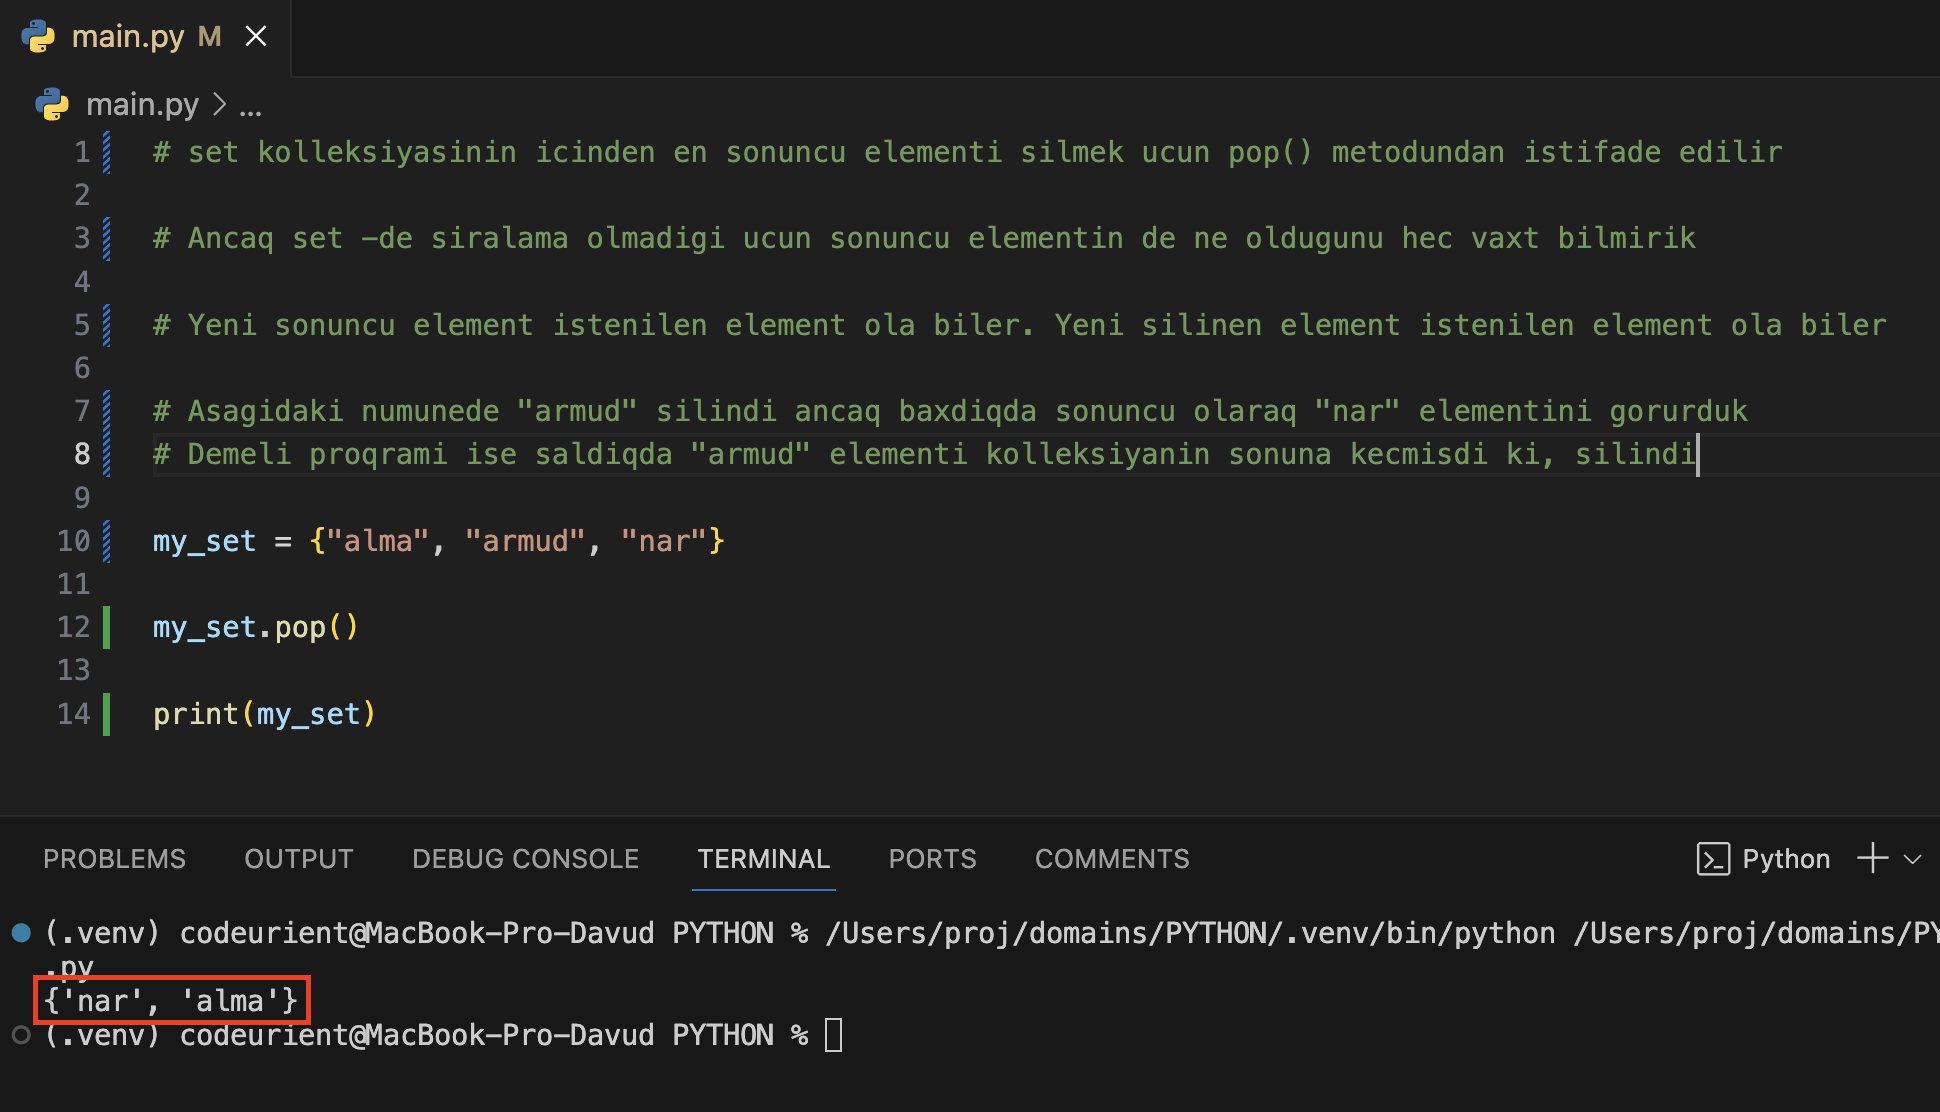 main.py M
main.py > ...
1 # set kolleksiyasinin icinden en sonuncu elementi silmek ucun pop() metodundan istifade edilir
2
3 # Ancaq set -de siralama olmadigi ucun sonuncu elementin de ne oldugunu hec vaxt bilmirik
4
5 # Yeni sonuncu element istenilen element ola biler. Yeni silinen element istenilen element ola biler
6
7 # Asagidaki numunede "armud" silindi ancaq baxdiqda sonuncu olaraq "nar" elementini gorurduk
8 # Demeli proqrami ise saldiqda "armud" elementi kolleksiyanin sonuna kecmisdi ki, silindi
9
10 my_set = {"alma", "armud", "nar"}
11
12 my_set.pop()
13
14 print(my_set)
PROBLEMS OUTPUT DEBUG CONSOLE TERMINAL PORTS COMMENTS Python
(.venv) codeurient@MacBook-Pro-Davud PYTHON % /Users/proj/domains/PYTHON/.venv/bin/python /Users/proj/domains/PY
.py
{'nar', 'alma'}
(.venv) codeurient@MacBook-Pro-Davud PYTHON %